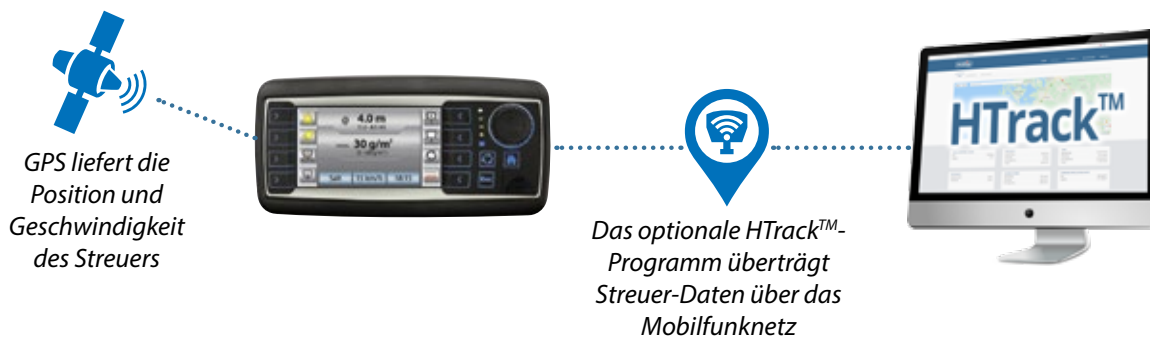 GPS liefert die
Position und
Geschwindigkeit
des Streuers
4.0 m
30 g/m²
Das optionale HTrack™-
Programm überträgt
Streuer-Daten über das
Mobilfunknetz
HTrack™